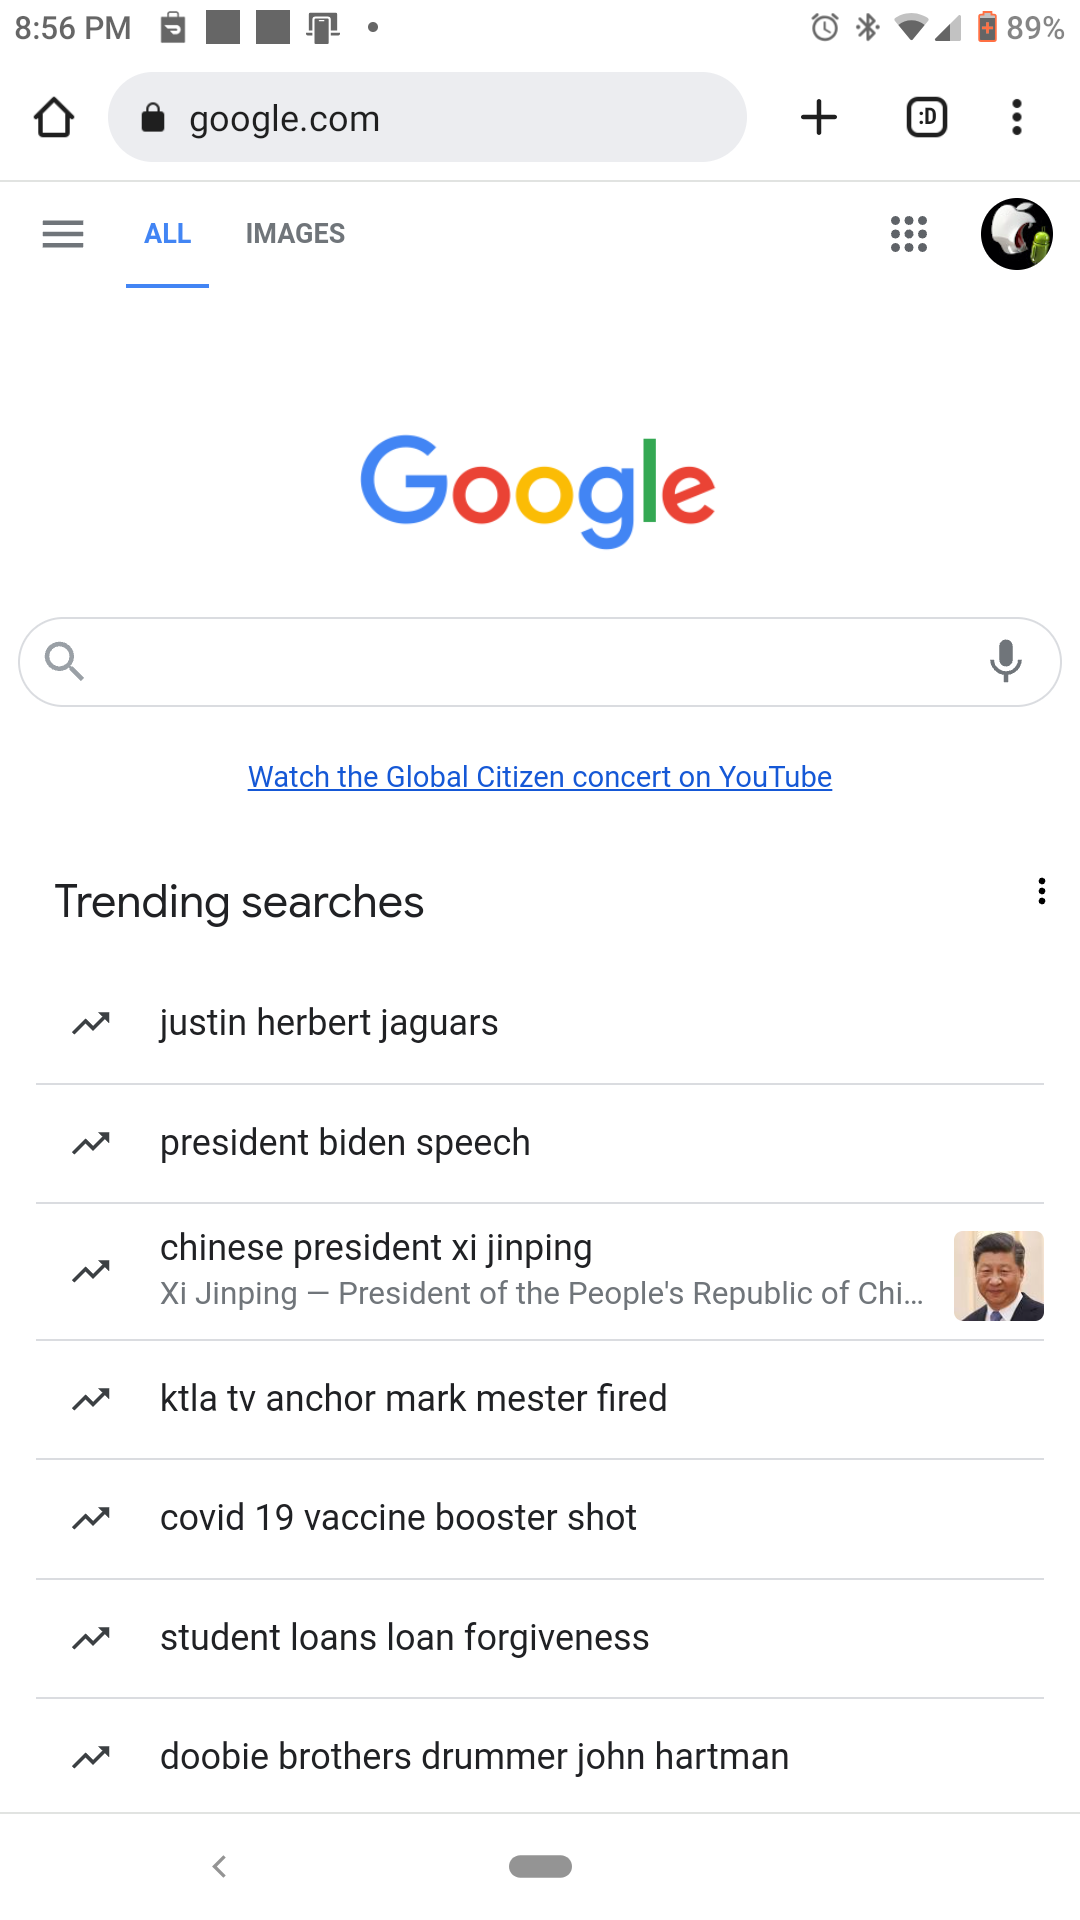 8:56 PM 89%
google.com :D
ALL IMAGES
Google
Watch the Global Citizen concert on YouTube
Trending searches
justin herbert jaguars
president biden speech
chinese president xi jinping
Xi Jinping — President of the People's Republic of Chi...
ktla tv anchor mark mester fired
covid 19 vaccine booster shot
student loans loan forgiveness
doobie brothers drummer john hartman